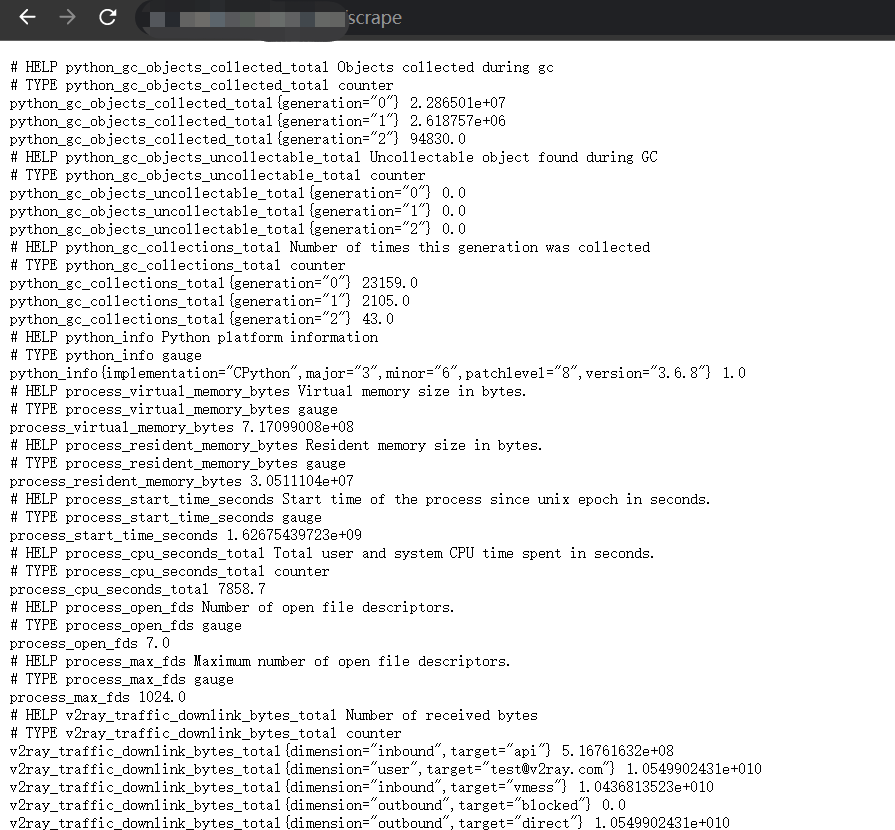 /scrape
# HELP python_gc_objects_collected_total Objects collected during gc
# TYPE python_gc_objects_collected_total counter
python_gc_objects_collected_total{generation="0"} 2.286501e+07
python_gc_objects_collected_total{generation="1"} 2.618757e+06
python_gc_objects_collected_total{generation="2"} 94830.0
# HELP python_gc_objects_uncollectable_total Uncollectable object found during GC
# TYPE python_gc_objects_uncollectable_total counter
python_gc_objects_uncollectable_total{generation="0"} 0.0
python_gc_objects_uncollectable_total{generation="1"} 0.0
python_gc_objects_uncollectable_total{generation="2"} 0.0
# HELP python_gc_collections_total Number of times this generation was collected
# TYPE python_gc_collections_total counter
python_gc_collections_total{generation="0"} 23159.0
python_gc_collections_total{generation="1"} 2105.0
python_gc_collections_total{generation="2"} 43.0
# HELP python_info Python platform information
# TYPE python_info gauge
python_info{implementation="CPython",major="3",minor="6",patchlevel="8",version="3.6.8"} 1.0
# HELP process_virtual_memory_bytes Virtual memory size in bytes.
# TYPE process_virtual_memory_bytes gauge
process_virtual_memory_bytes 7.17099008e+08
# HELP process_resident_memory_bytes Resident memory size in bytes.
# TYPE process_resident_memory_bytes gauge
process_resident_memory_bytes 3.0511104e+07
# HELP process_start_time_seconds Start time of the process since unix epoch in seconds.
# TYPE process_start_time_seconds gauge
process_start_time_seconds 1.62675439723e+09
# HELP process_cpu_seconds_total Total user and system CPU time spent in seconds.
# TYPE process_cpu_seconds_total counter
process_cpu_seconds_total 7858.7
# HELP process_open_fds Number of open file descriptors.
# TYPE process_open_fds gauge
process_open_fds 7.0
# HELP process_max_fds Maximum number of open file descriptors.
# TYPE process_max_fds gauge
process_max_fds 1024.0
# HELP v2ray_traffic_downlink_bytes_total Number of received bytes
# TYPE v2ray_traffic_downlink_bytes_total counter
v2ray_traffic_downlink_bytes_total{dimension="inbound",target="api"} 5.16761632e+08
v2ray_traffic_downlink_bytes_total{dimension="user",target="test@v2ray.com"} 1.0549902431e+010
v2ray_traffic_downlink_bytes_total{dimension="inbound",target="vmess"} 1.0436813523e+010
v2ray_traffic_downlink_bytes_total{dimension="outbound",target="blocked"} 0.0
v2ray_traffic_downlink_bytes_total{dimension="outbound",target="direct"} 1.0549902431e+010